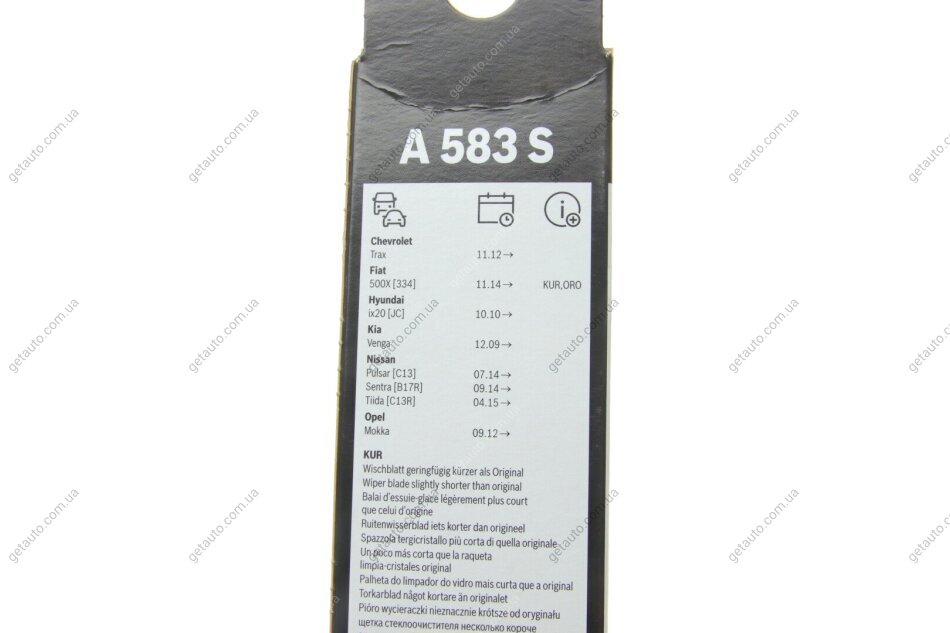 A 583 S
Chevrolet
Trax 11.12→
Fiat
500X [334] 11.14→ KUR,ORO
Hyundai
ix20 [JC] 10.10→
Kia
Venga 12.09→
Nissan
Pulsar [C13] 07.14→
Sentra [B17R] 09.14→
Tiida [C13R] 04.15→
Opel
Mokka 09.12→
KUR
Wischblatt geringfügig kürzer als Original
Wiper blade slightly shorter than original
Balai d'essuie-glace légèrement plus court
que celui d'origine
Ruitenwisserblad iets korter dan origineel
Spazzola tergicristallo più corta di quella originale
Un poco más corta que la raqueta
limpia-cristales original
Palheta do limpador do vidro mais curta que a original
Torkarblad något kortare än originalet
Pióro wycieraczki nieznacznie krótsze od oryginału
щетка стеклоочистителя несколько короче
getauto.com.ua